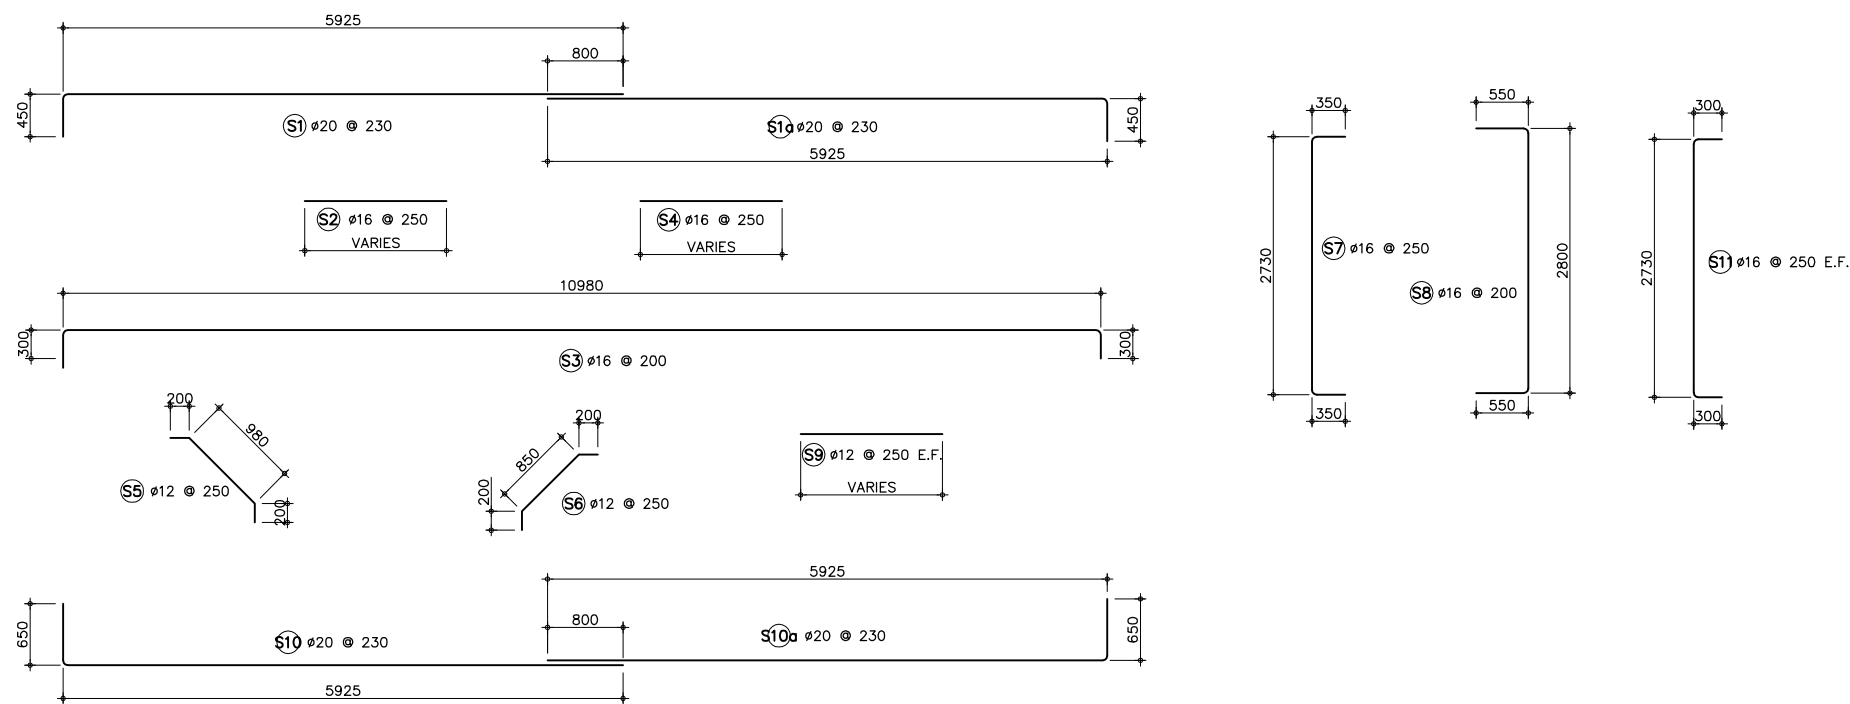 5925
800
450
S1 ø20 @ 230
S1a ø20 @ 230
450
5925
S2 ø16 @ 250
VARIES
S4 ø16 @ 250
VARIES
10980
300
S3 ø16 @ 200
300
200
980
S5 ø12 @ 250
200
200
850
200
S6 ø12 @ 250
S9 ø12 @ 250 E.F.
VARIES
5925
800
650
S10 ø20 @ 230
S10a ø20 @ 230
650
5925
350
2730
S7 ø16 @ 250
350
550
2800
S8 ø16 @ 200
550
300
2730
S11 ø16 @ 250 E.F.
300